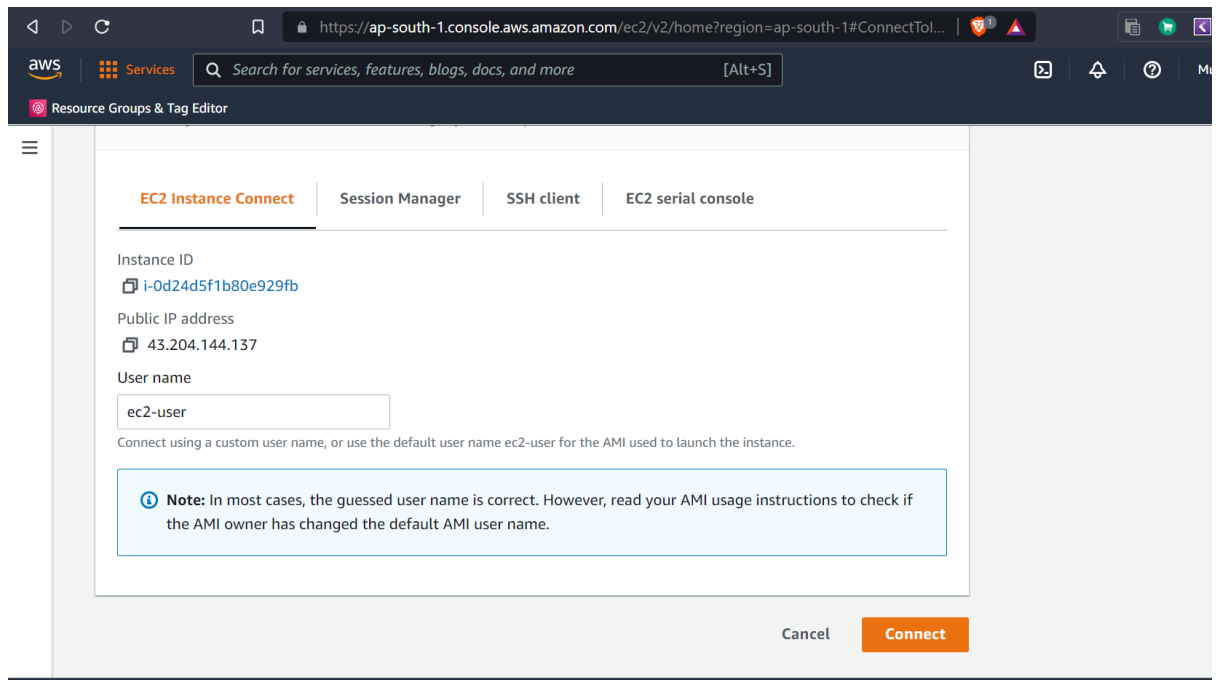 https://ap-south-1.console.aws.amazon.com/ec2/v2/home?region=ap-south-1#ConnectToI...
1
aws
Services
Search for services, features, blogs, docs, and more
[Alt+S]
Resource Groups & Tag Editor
EC2 Instance Connect
Session Manager
SSH client
EC2 serial console
Instance ID
i-0d24d5f1b80e929fb
Public IP address
43.204.144.137
User name
ec2-user
Connect using a custom user name, or use the default user name ec2-user for the AMI used to launch the instance.
Note: In most cases, the guessed user name is correct. However, read your AMI usage instructions to check if
the AMI owner has changed the default AMI user name.
Cancel
Connect